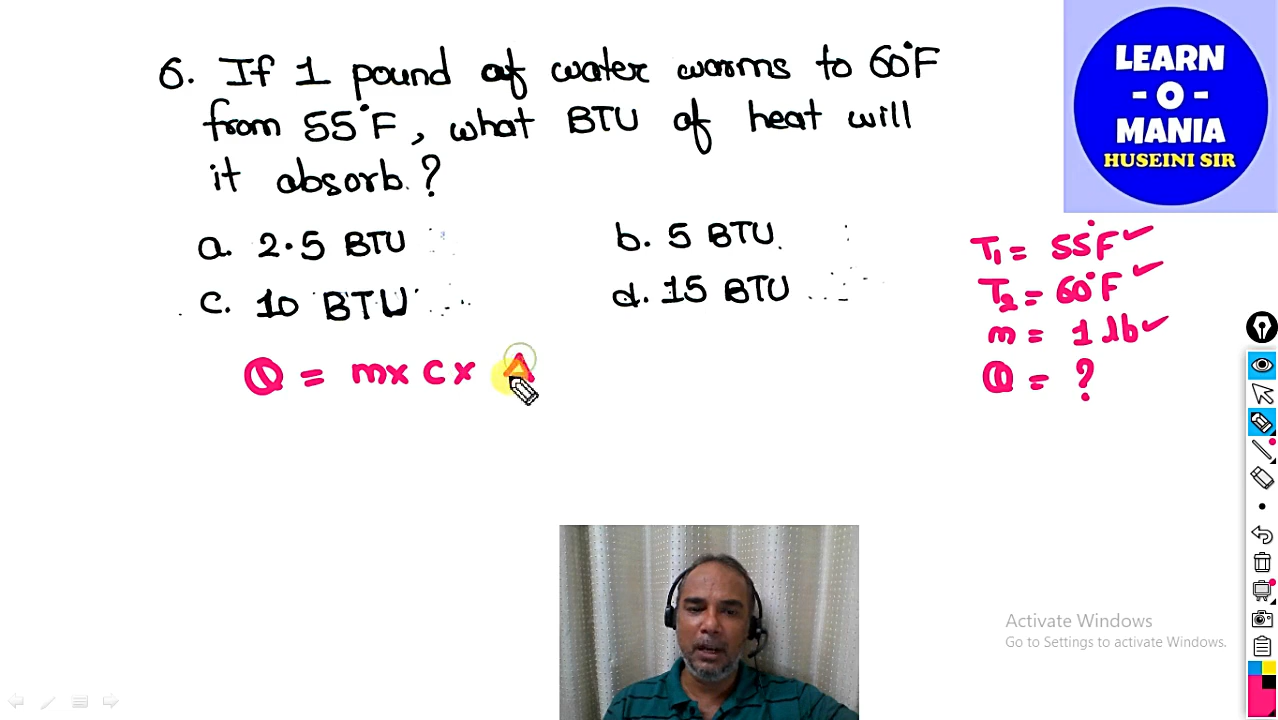 6. If 1 pound of water warms to 60°F
from 55°F, what BTU of heat will
it absorb.?
a. 2.5 BTU
b. 5 BTU
c. 10 BTU
d. 15 BTU
Q = m× C× Δ
T₁ = 55°F ✓
T₂ = 60°F ✓
m = 1 lb ✓
Q = ?
LEARN
- O -
MANIA
HUSEINI SIR
Activate Windows
Go to Settings to activate Windows.